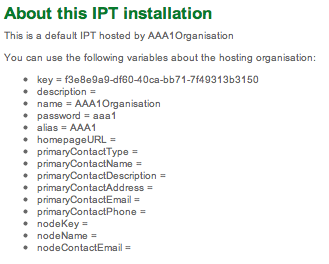 About this IPT installation
This is a default IPT hosted by AAA1Organisation
You can use the following variables about the hosting organisation:
key = f3e8e9a9-df60-40ca-bb71-7f49313b3150
description =
name = AAA1Organisation
password = aaa1
alias = AAA1
homepageURL =
primaryContactType =
primaryContactName =
primaryContactDescription =
primaryContactAddress =
primaryContactEmail =
primaryContactPhone =
nodeKey =
nodeName =
nodeContactEmail =